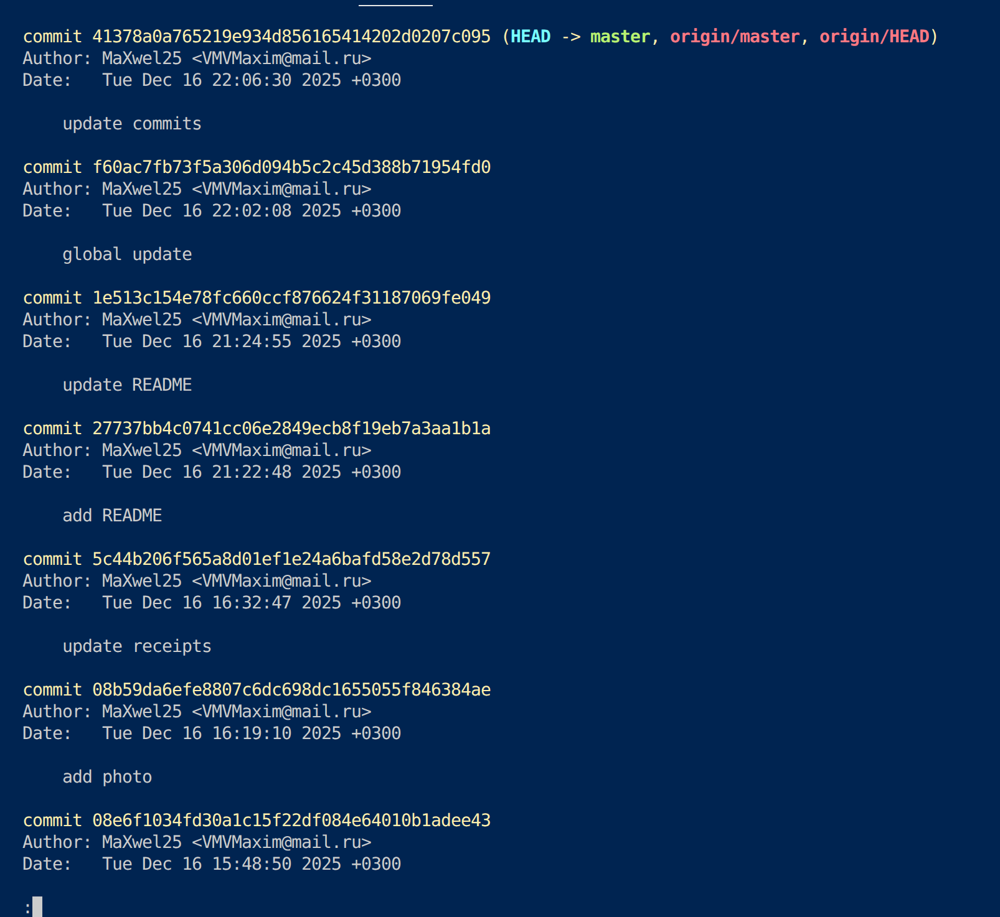 commit 41378a0a765219e934d856165414202d0207c095 (HEAD -> master, origin/master, origin/HEAD)
Author: MaXwel25 <VMVMaxim@mail.ru>
Date:   Tue Dec 16 22:06:30 2025 +0300

    update commits

commit f60ac7fb73f5a306d094b5c2c45d388b71954fd0
Author: MaXwel25 <VMVMaxim@mail.ru>
Date:   Tue Dec 16 22:02:08 2025 +0300

    global update

commit 1e513c154e78fc660ccf876624f31187069fe049
Author: MaXwel25 <VMVMaxim@mail.ru>
Date:   Tue Dec 16 21:24:55 2025 +0300

    update README

commit 27737bb4c0741cc06e2849ecb8f19eb7a3aa1b1a
Author: MaXwel25 <VMVMaxim@mail.ru>
Date:   Tue Dec 16 21:22:48 2025 +0300

    add README

commit 5c44b206f565a8d01ef1e24a6bafd58e2d78d557
Author: MaXwel25 <VMVMaxim@mail.ru>
Date:   Tue Dec 16 16:32:47 2025 +0300

    update receipts

commit 08b59da6efe8807c6dc698dc1655055f846384ae
Author: MaXwel25 <VMVMaxim@mail.ru>
Date:   Tue Dec 16 16:19:10 2025 +0300

    add photo

commit 08e6f1034fd30a1c15f22df084e64010b1adee43
Author: MaXwel25 <VMVMaxim@mail.ru>
Date:   Tue Dec 16 15:48:50 2025 +0300

: